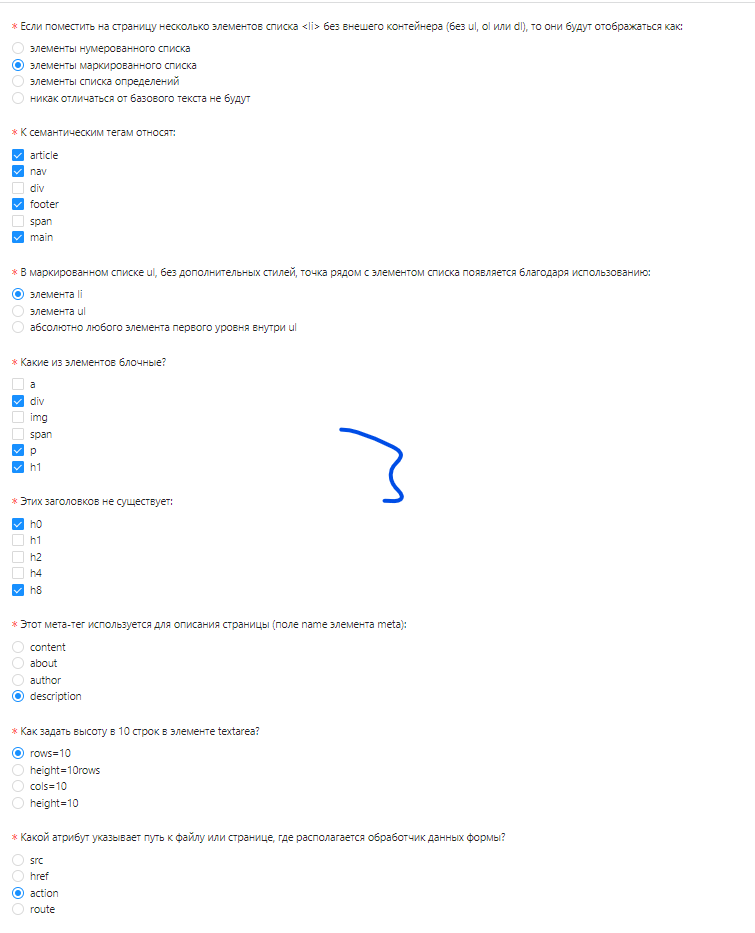 * Если поместить на страницу несколько элементов списка <li> без внешего контейнера (без ul, ol или dl), то они будут отображаться как:
элементы нумерованного списка
элементы маркированного списка
элементы списка определений
никак отличаться от базового текста не будут
* К семантическим тегам относят:
article
nav
div
footer
span
main
* В маркированном списке ul, без дополнительных стилей, точка рядом с элементом списка появляется благодаря использованию:
элемента li
элемента ul
абсолютно любого элемента первого уровня внутри ul
* Какие из элементов блочные?
a
div
img
span
p
h1
* Этих заголовков не существует:
h0
h1
h2
h4
h8
* Этот мета-тег используется для описания страницы (поле name элемента meta):
content
about
author
description
* Как задать высоту в 10 строк в элементе textarea?
rows=10
height=10rows
cols=10
height=10
* Какой атрибут указывает путь к файлу или странице, где располагается обработчик данных формы?
src
href
action
route